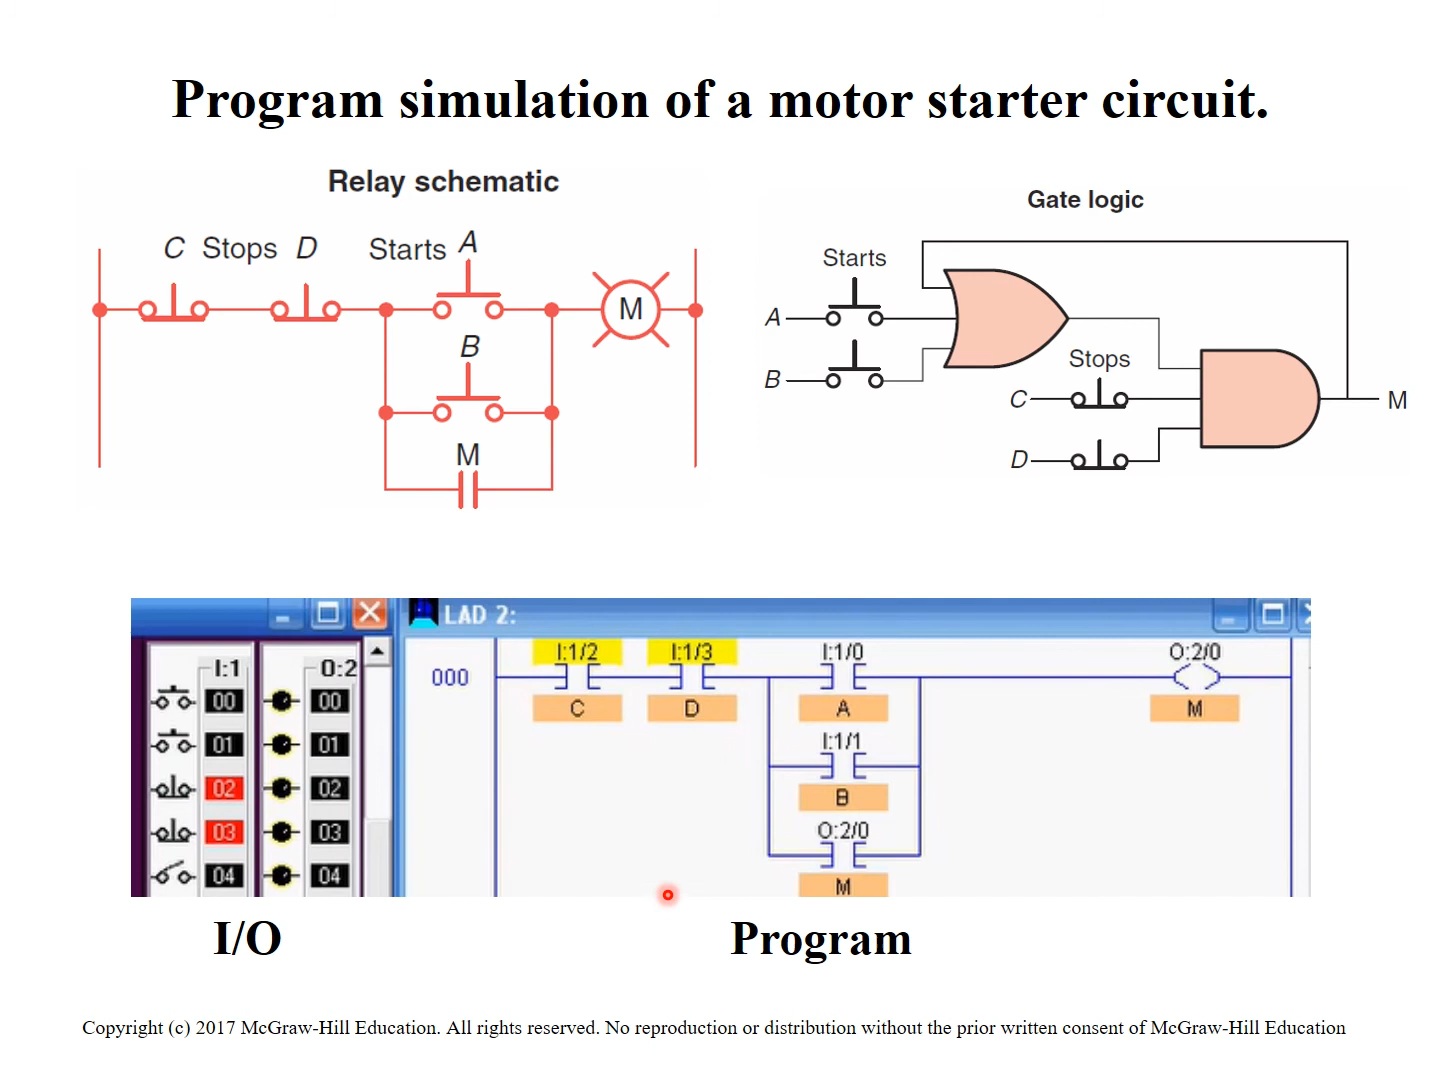 Program simulation of a motor starter circuit.
Relay schematic
C Stops D Starts A
B
M
M
Gate logic
Starts
A
B
Stops
C
D
M
I:1
00
01
02
03
04
O:2
00
01
02
03
04
LAD 2:
000
I:1/2
C
I:1/3
D
I:1/0
A
I:1/1
B
O:2/0
M
O:2/0
M
I/O
Program
Copyright (c) 2017 McGraw-Hill Education. All rights reserved. No reproduction or distribution without the prior written consent of McGraw-Hill Education